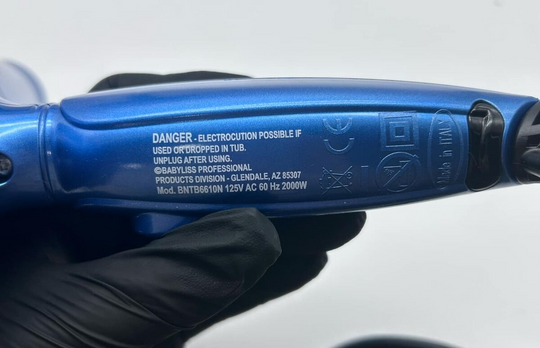 DANGER - ELECTROCUTION POSSIBLE IF
USED OR DROPPED IN TUB.
UNPLUG AFTER USING.
©BABYLISS PROFESSIONAL
PRODUCTS DIVISION - GLENDALE, AZ 85307
Mod. BNTB6610N 125V AC 60 Hz 2000W
CE
Made in ITALY